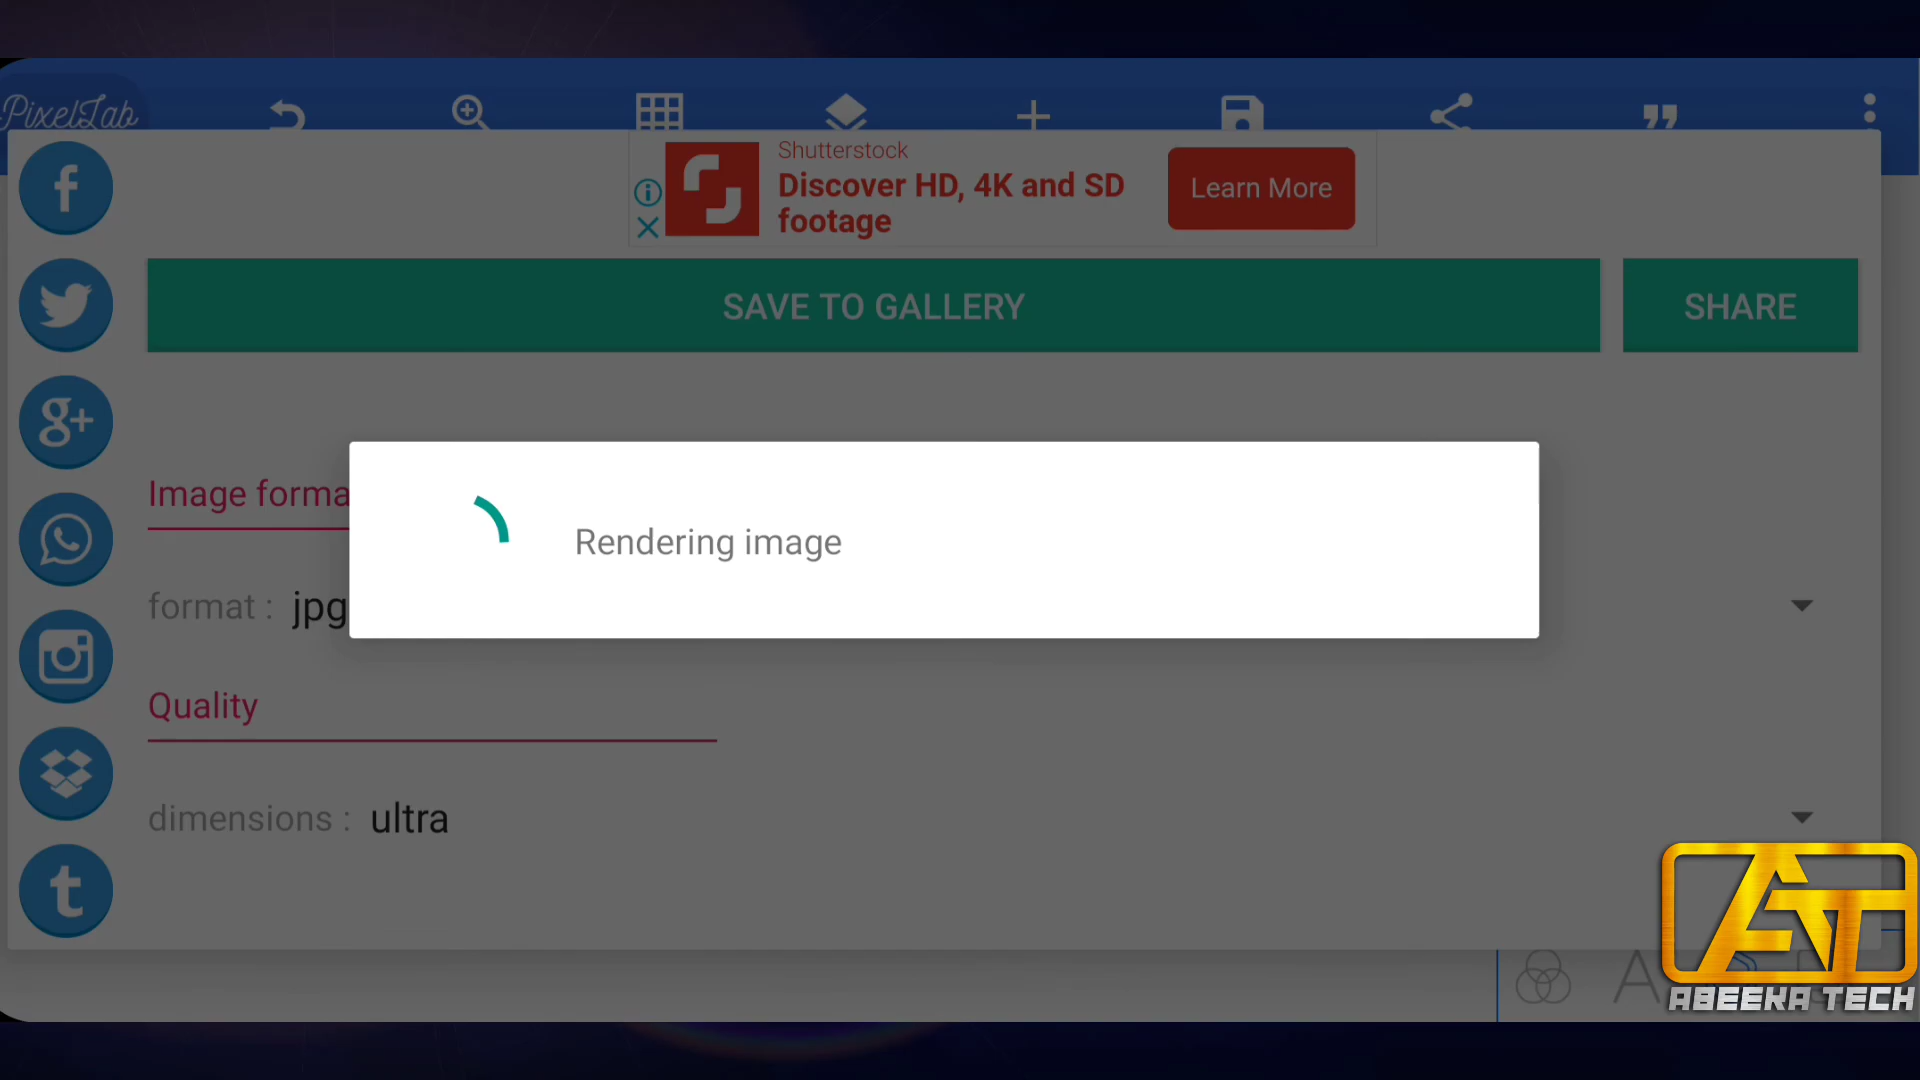 PixelLab
Shutterstock
Discover HD, 4K and SD
footage
Learn More
SAVE TO GALLERY
SHARE
Image forma
Rendering image
format : jpg
Quality
dimensions : ultra
AT
ABEEKA TECH